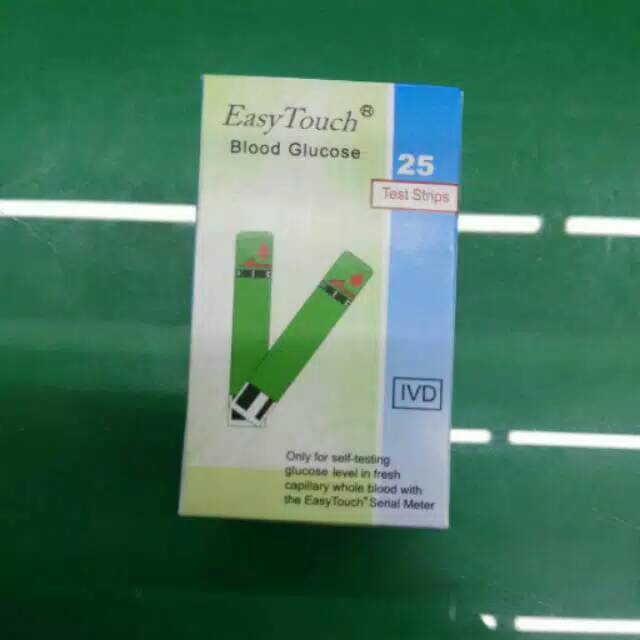 EasyTouch®
Blood Glucose
25
Test Strips
IVD
Only for self-testing
glucose level in fresh
capillary whole blood with
the EasyTouch® Serial Meter